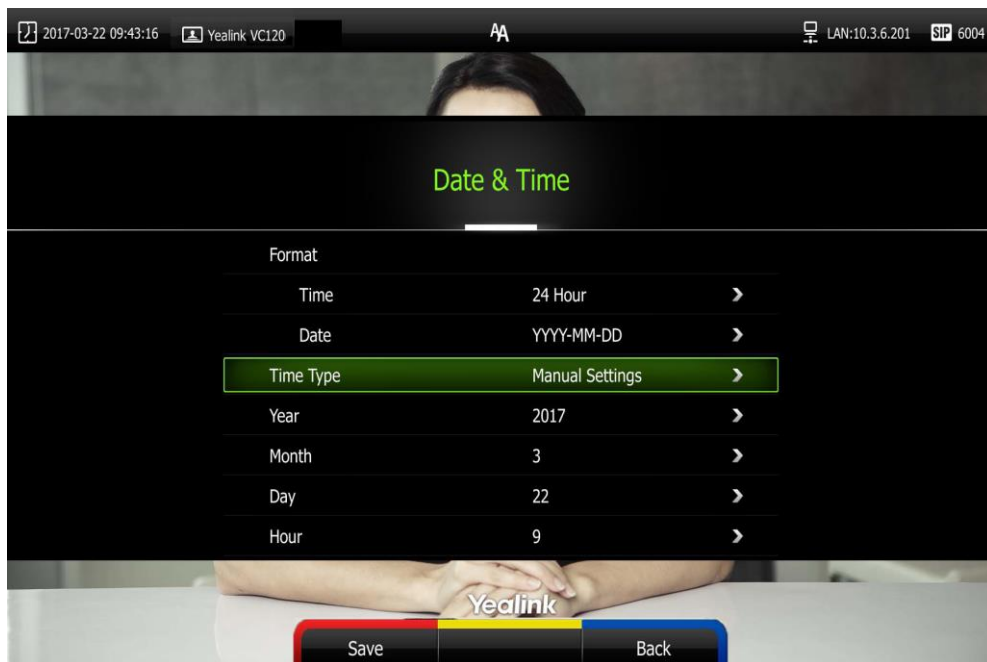 2017-03-22 09:43:16 Yealink VC120 AA LAN:10.3.6.201 SIP 6004
Date & Time
Format
Time 24 Hour
Date YYYY-MM-DD
Time Type Manual Settings
Year 2017
Month 3
Day 22
Hour 9
Yealink
Save Back